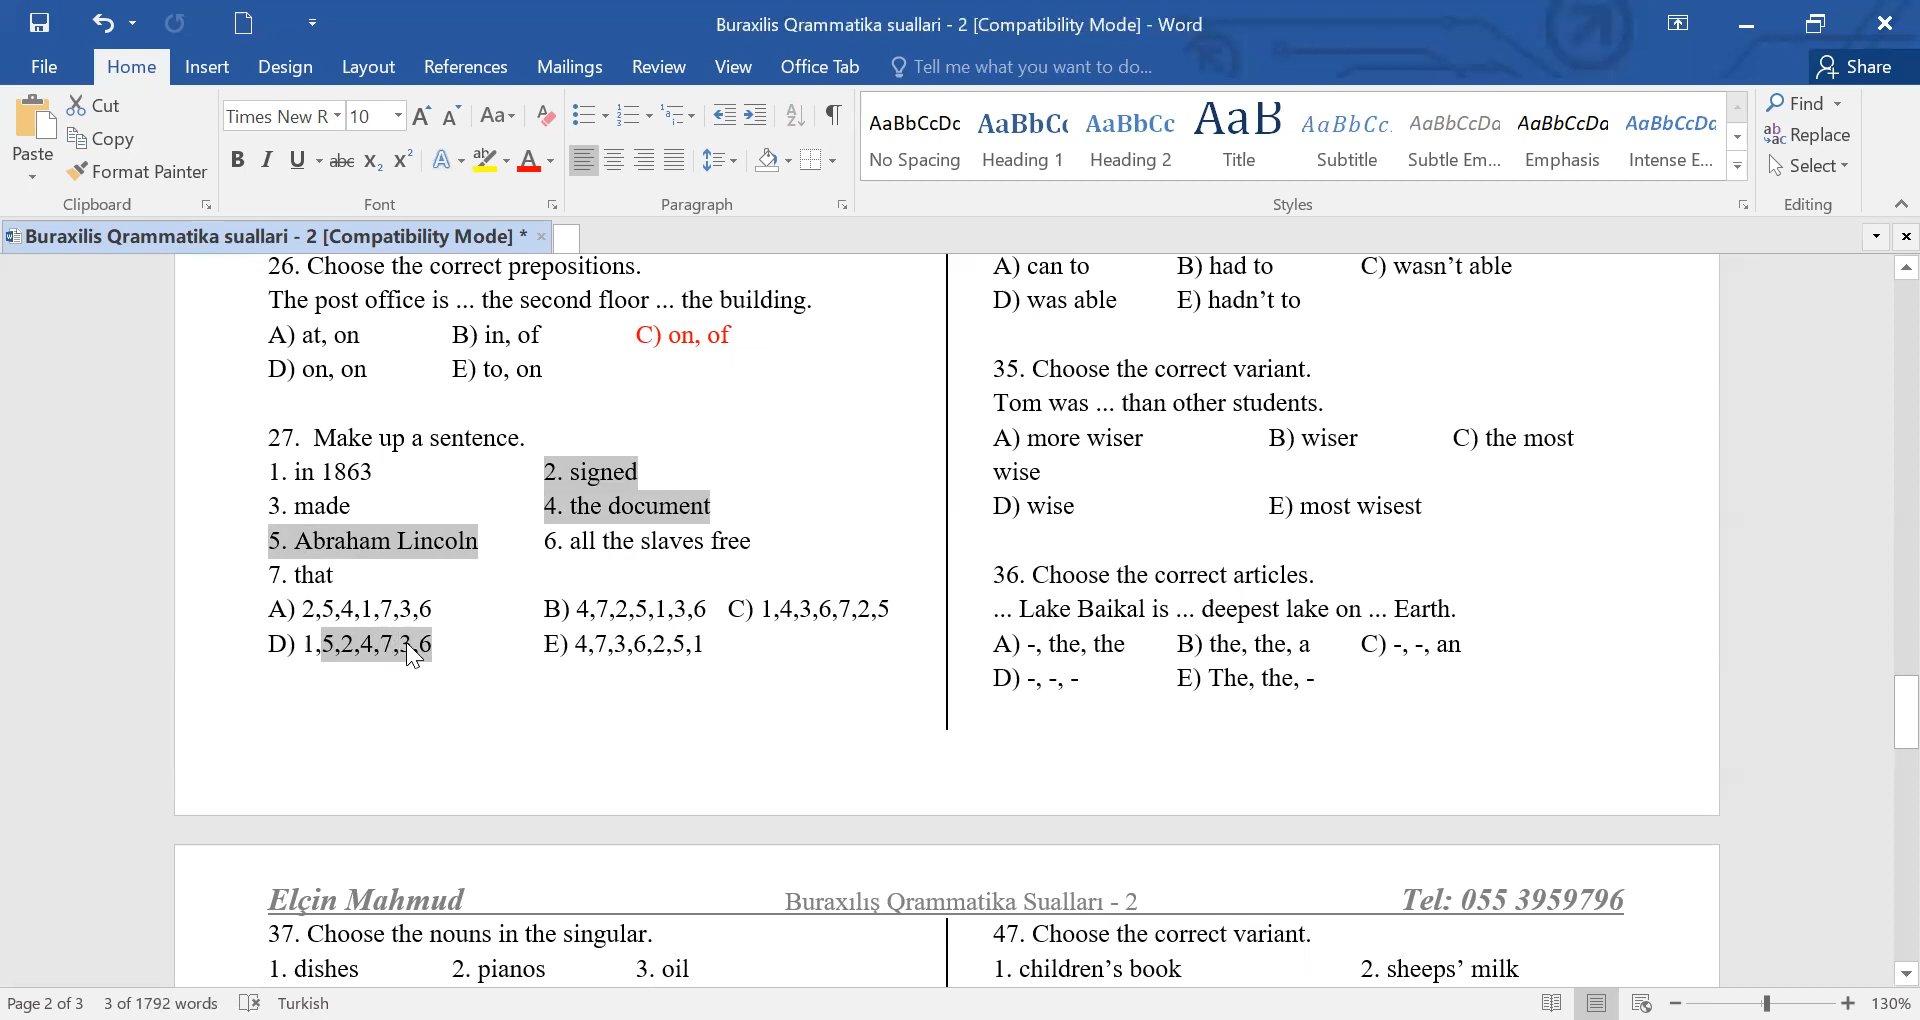 Buraxilis Qrammatika suallari - 2 [Compatibility Mode] - Word
File Home Insert Design Layout References Mailings Review View Office Tab Tell me what you want to do... Share
Paste
Cut
Copy
Format Painter
Clipboard
Times New R 10
Font
Paragraph
AaBbCcDc AaBbCc AaBbCc AaB AaBbCc. AaBbCcDa AaBbCcDa AaBbCcDc
No Spacing Heading 1 Heading 2 Title Subtitle Subtle Em... Emphasis Intense E...
Styles
Find
Replace
Select
Editing
Buraxilis Qrammatika suallari - 2 [Compatibility Mode] *
26. Choose the correct prepositions.
The post office is ... the second floor ... the building.
A) at, on B) in, of C) on, of
D) on, on E) to, on
27. Make up a sentence.
1. in 1863 2. signed
3. made 4. the document
5. Abraham Lincoln 6. all the slaves free
7. that
A) 2,5,4,1,7,3,6 B) 4,7,2,5,1,3,6 C) 1,4,3,6,7,2,5
D) 1,5,2,4,7,3,6 E) 4,7,3,6,2,5,1
A) can to B) had to C) wasn’t able
D) was able E) hadn’t to
35. Choose the correct variant.
Tom was ... than other students.
A) more wiser B) wiser C) the most
wise
D) wise E) most wisest
36. Choose the correct articles.
... Lake Baikal is ... deepest lake on ... Earth.
A) -, the, the B) the, the, a C) -, -, an
D) -, -, - E) The, the, -
Elçin Mahmud Buraxılış Qrammatika Sualları - 2 Tel: 055 3959796
37. Choose the nouns in the singular.
1. dishes 2. pianos 3. oil
47. Choose the correct variant.
1. children’s book 2. sheeps’ milk
Page 2 of 3 3 of 1792 words Turkish 130%